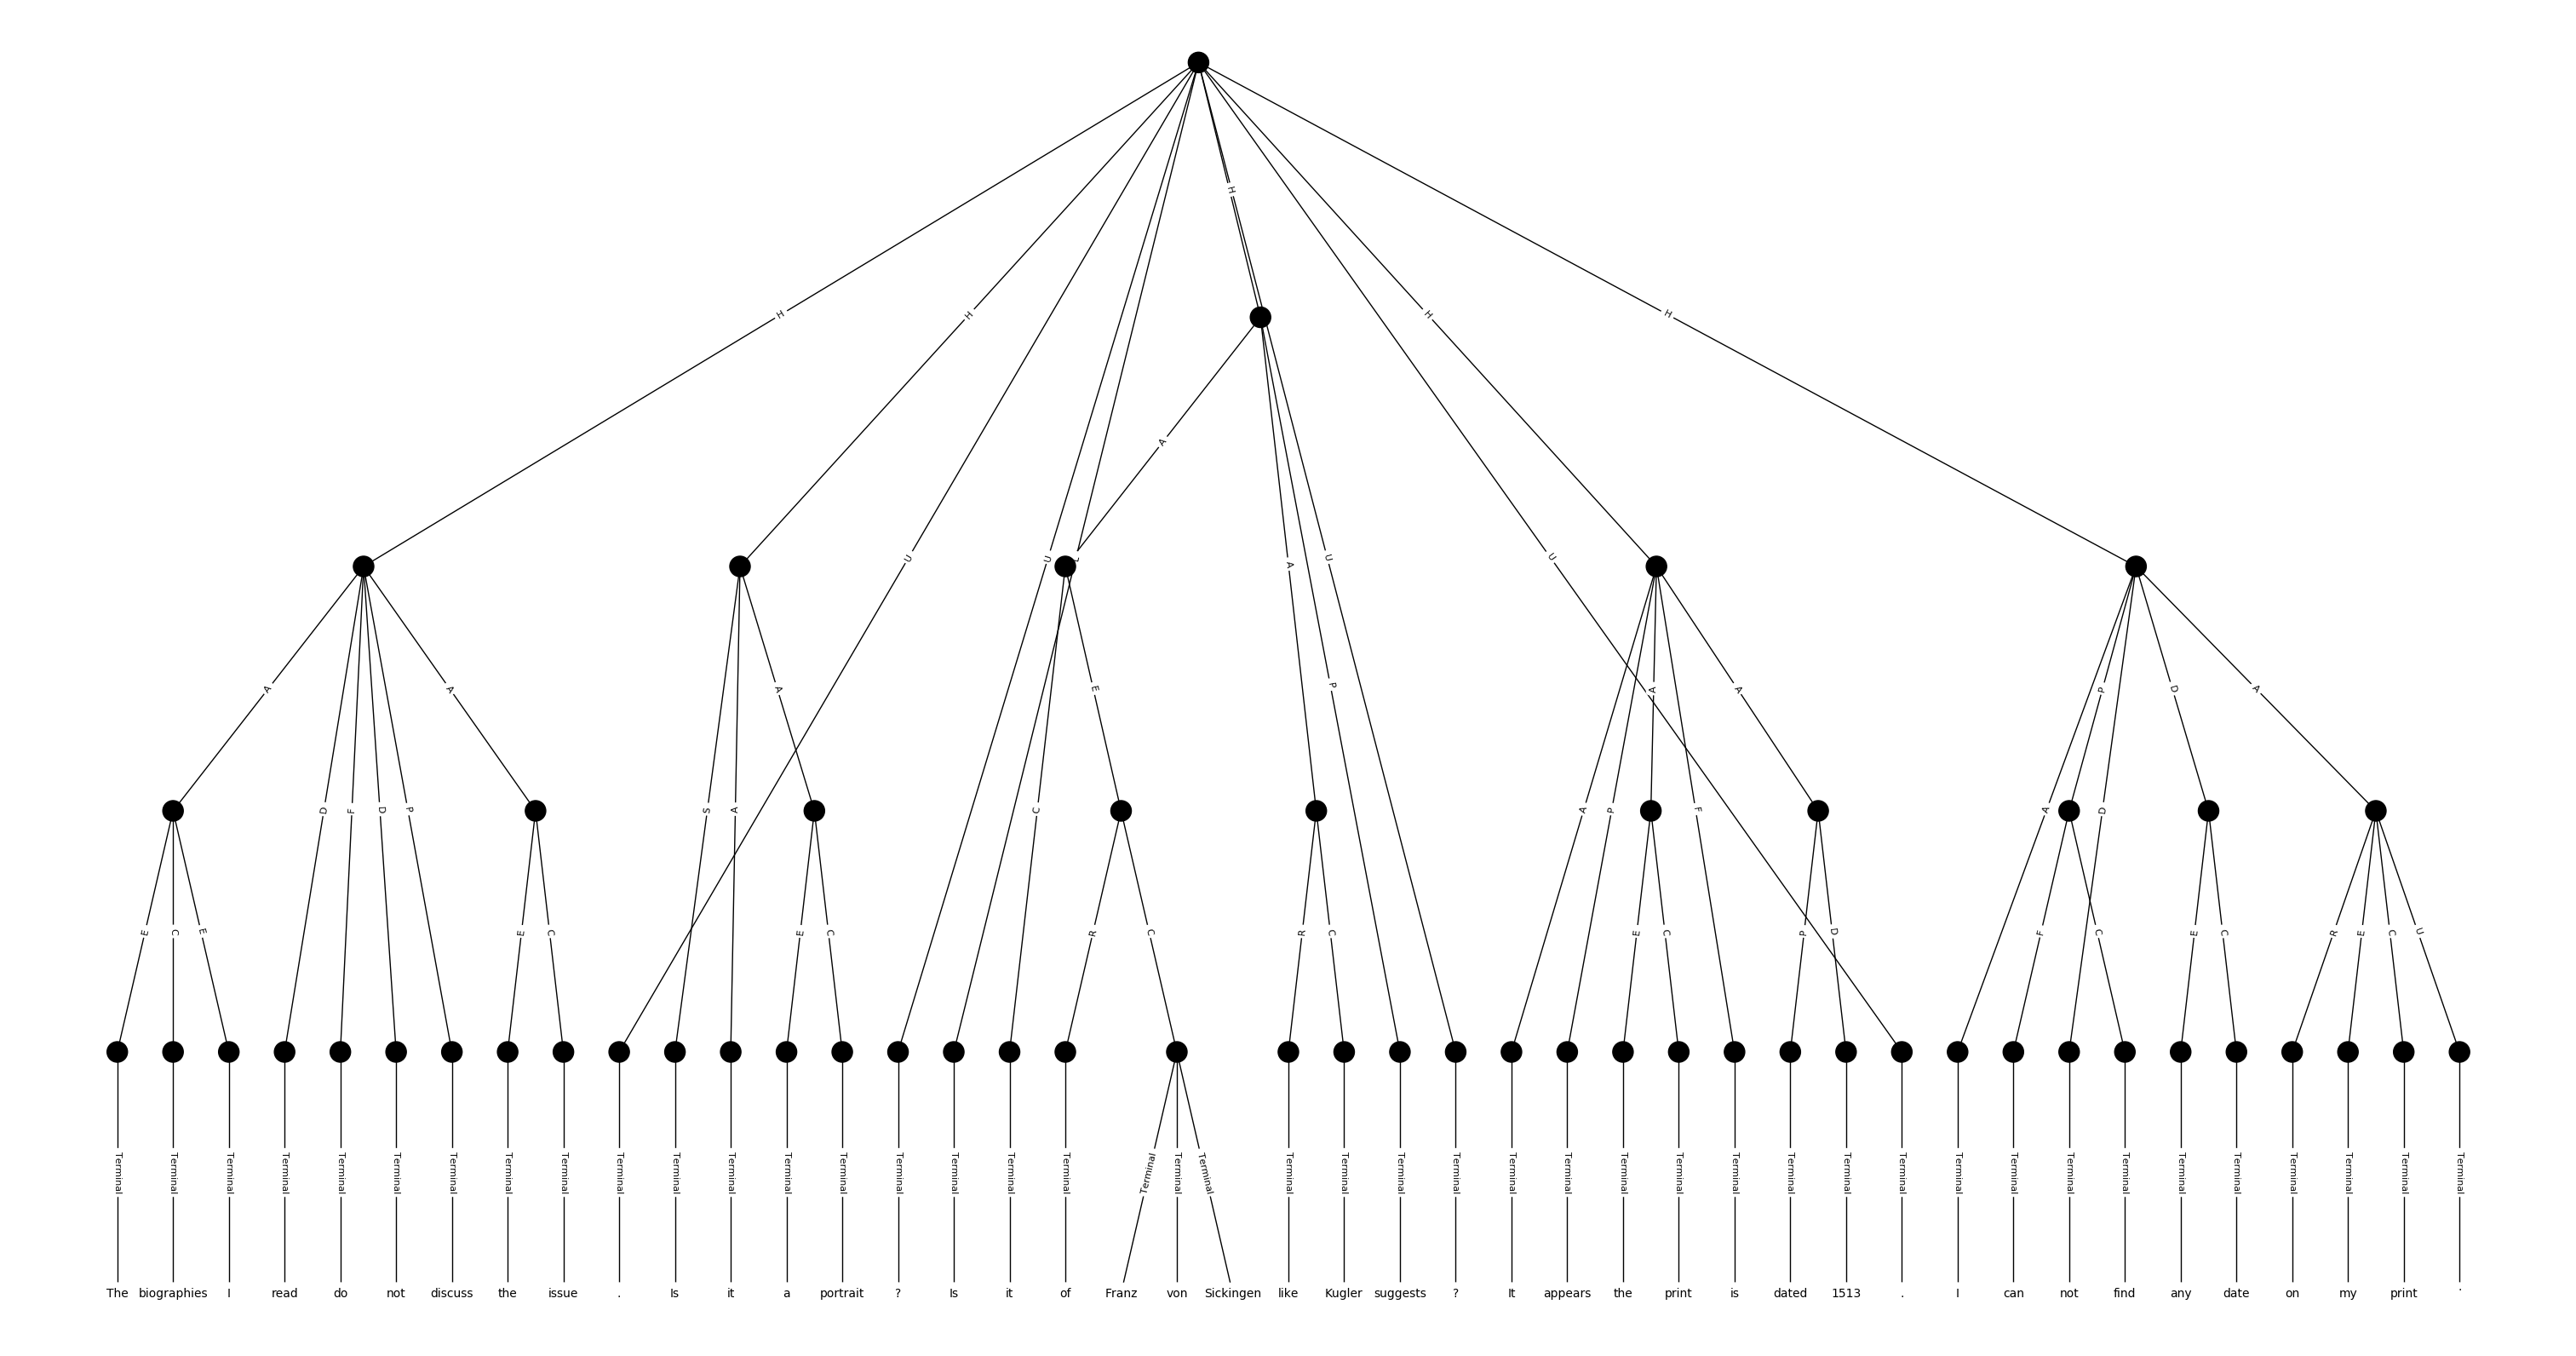 H
H H H
A
U U L A U U
A A A E P A A P D A
D F D P S A C A P F A D
E C E E C E C R C R C E C P D F C E C R E C U
Terminal Terminal Terminal Terminal Terminal Terminal Terminal Terminal Terminal Terminal Terminal Terminal Terminal Terminal Terminal Terminal Terminal Terminal Terminal Terminal Terminal Terminal Terminal Terminal Terminal Terminal Terminal Terminal Terminal Terminal Terminal Terminal Terminal Terminal Terminal Terminal Terminal Terminal Terminal Terminal Terminal Terminal Terminal
The biographies I read do not discuss the issue . Is it a portrait ? Is it of Franz von Sickingen like Kugler suggests ? It appears the print is dated 1513 . I can not find any date on my print .